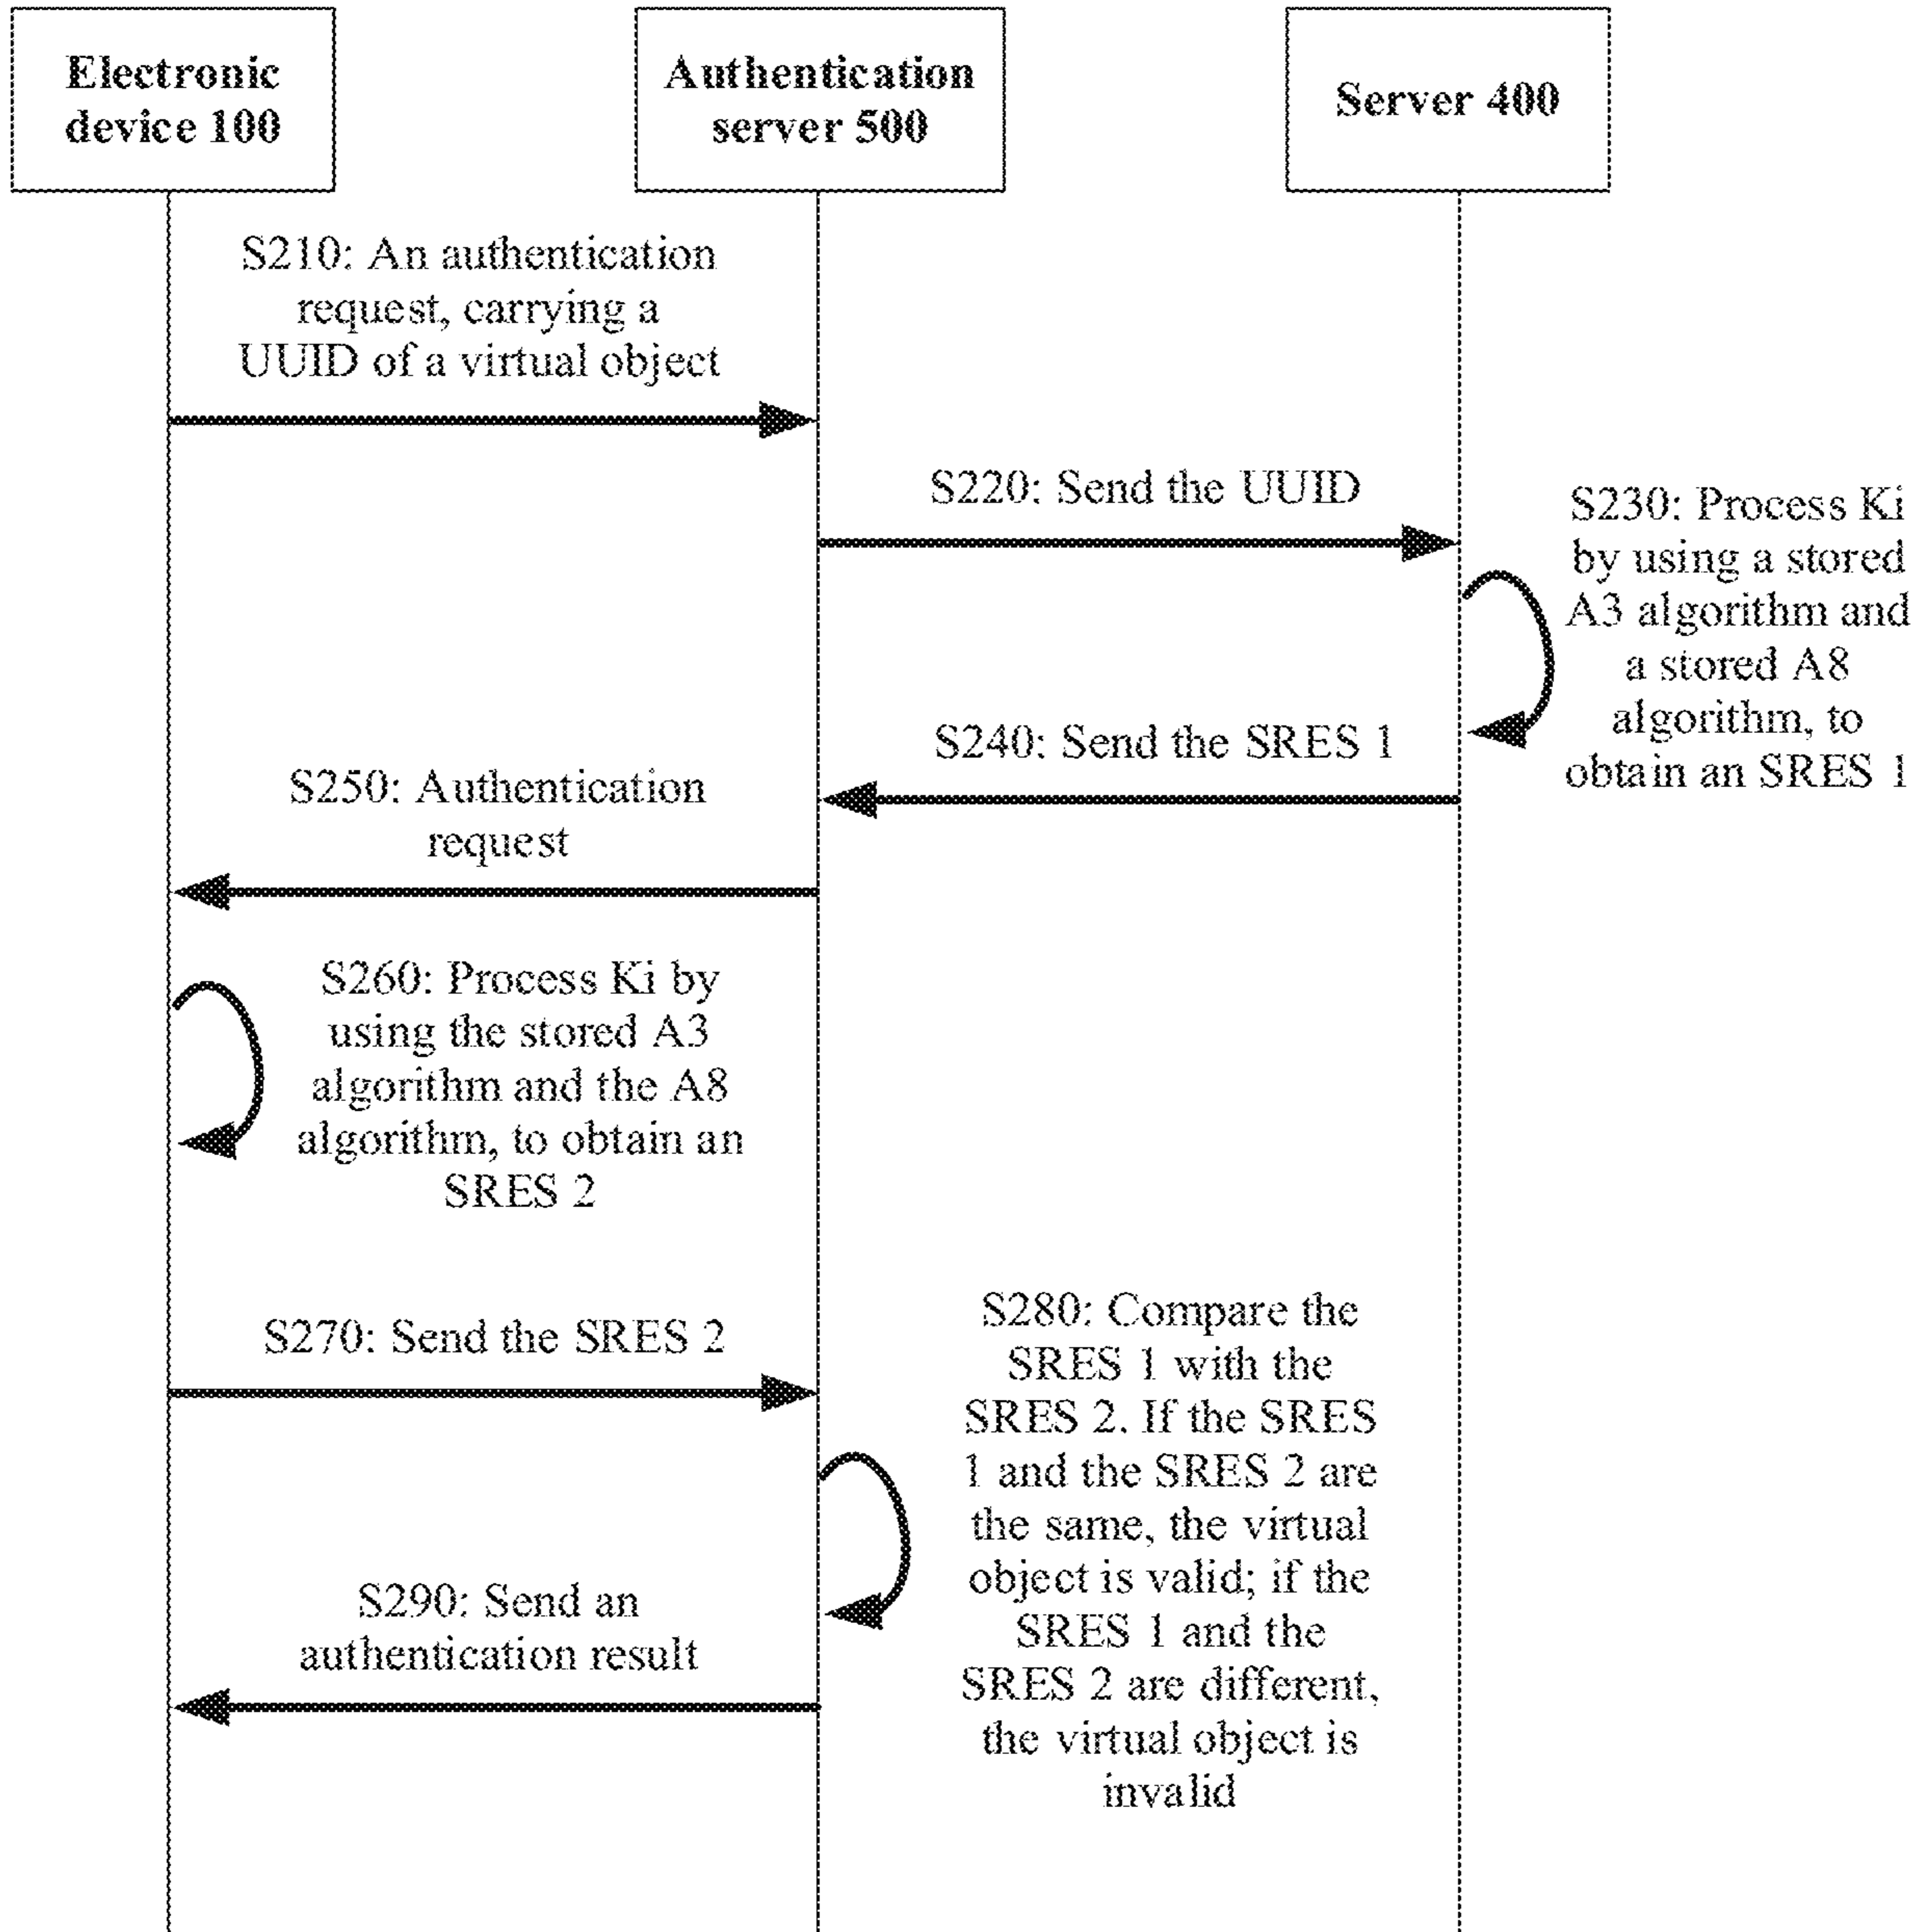 Electronic
device 100
Authentication
server 500
Server 400
S210: An authentication
request, carrying a
UUID of a virtual object
S220: Send the UUID
S230: Process Ki
by using a stored
A3 algorithm and
a stored A8
algorithm, to
obtain an SRES 1
S240: Send the SRES 1
S250: Authentication
request
S260: Process Ki by
using the stored A3
algorithm and the A8
algorithm, to obtain an
SRES 2
S270: Send the SRES 2
S280: Compare the
SRES 1 with the
SRES 2. If the SRES
1 and the SRES 2 are
the same, the virtual
object is valid; if the
SRES 1 and the
SRES 2 are different,
the virtual object is
invalid
S290: Send an
authentication result